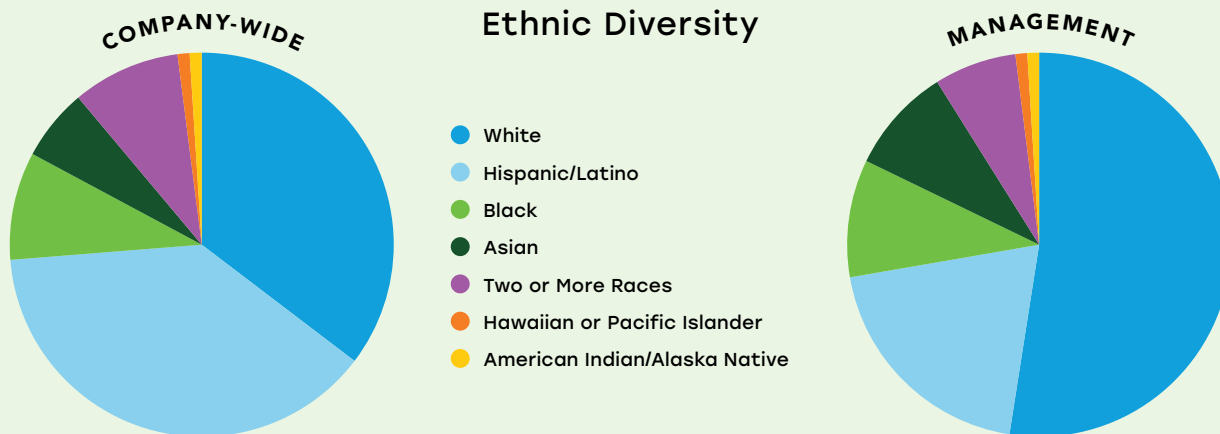 COMPANY-WIDE
Ethnic Diversity
MANAGEMENT
White
Hispanic/Latino
Black
Asian
Two or More Races
Hawaiian or Pacific Islander
American Indian/Alaska Native